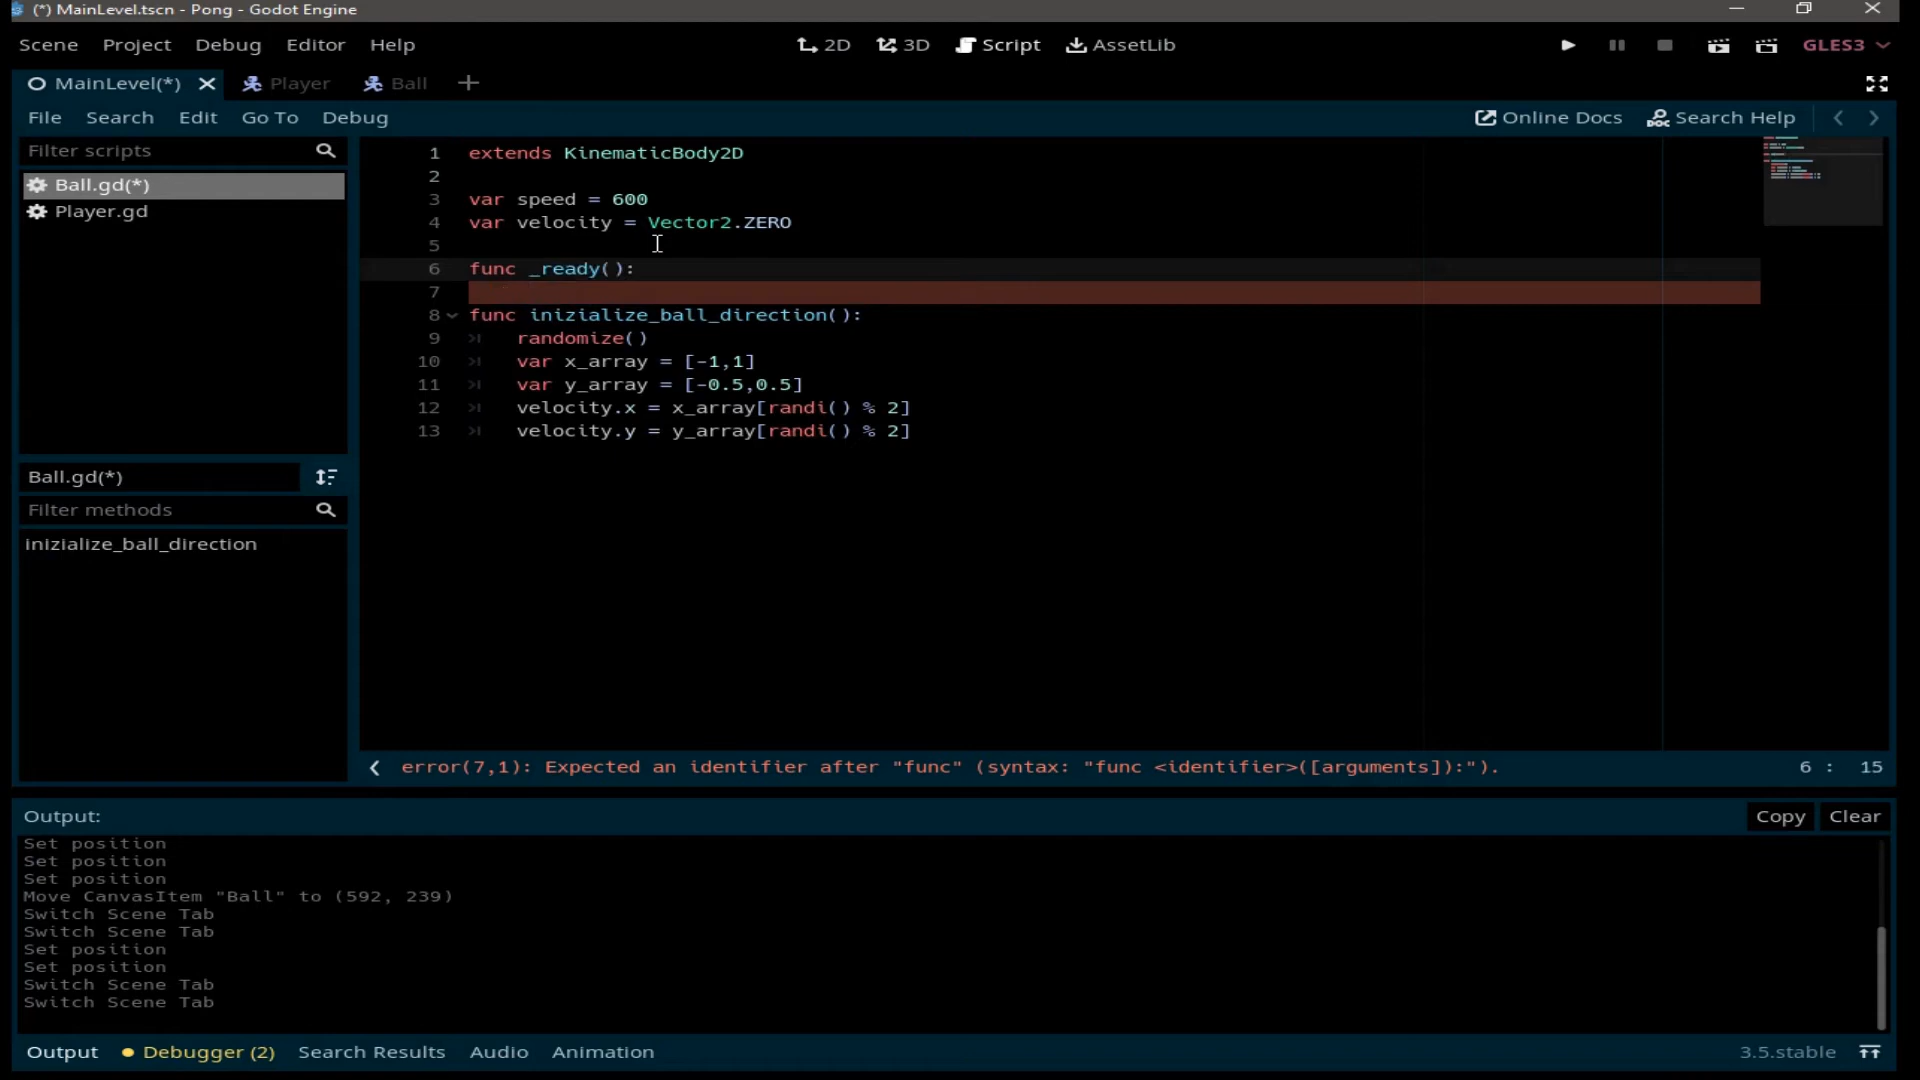 (*) MainLevel.tscn - Pong - Godot Engine
Scene Project Debug Editor Help 2D 3D Script AssetLib GLES3
MainLevel(*) Player Ball
File Search Edit Go To Debug Online Docs Search Help
Filter scripts
Ball.gd(*)
Player.gd
Ball.gd(*)
Filter methods
inizialize_ball_direction
1 extends KinematicBody2D
2
3 var speed = 600
4 var velocity = Vector2.ZERO
5
6 func _ready():
7
8 func inizialize_ball_direction():
9 randomize()
10 var x_array = [-1,1]
11 var y_array = [-0.5,0.5]
12 velocity.x = x_array[randi() % 2]
13 velocity.y = y_array[randi() % 2]
error(7,1): Expected an identifier after "func" (syntax: "func <identifier>([arguments]):"). 6 : 15
Output: Copy Clear
Set position
Set position
Set position
Move CanvasItem "Ball" to (592, 239)
Switch Scene Tab
Switch Scene Tab
Set position
Set position
Switch Scene Tab
Switch Scene Tab
Output Debugger (2) Search Results Audio Animation 3.5.stable